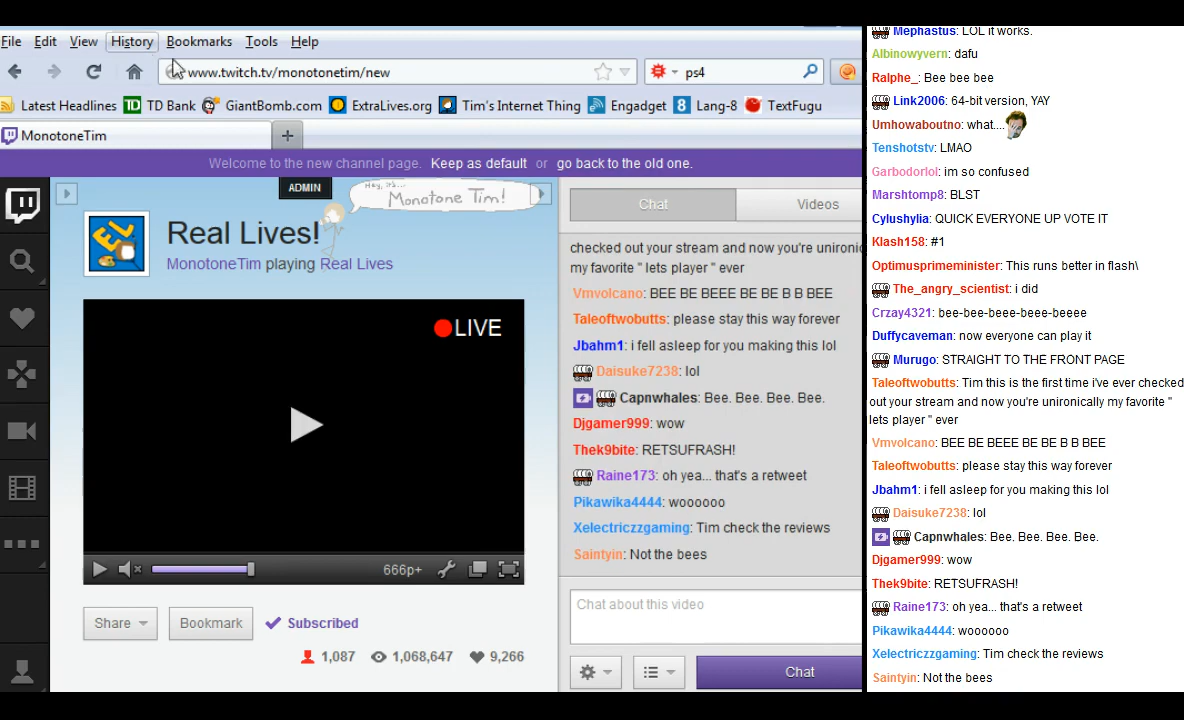 File Edit View History Bookmarks Tools Help
www.twitch.tv/monotonetim/new
ps4
Latest Headlines TD TD Bank GiantBomb.com ExtraLives.org Tim's Internet Thing Engadget 8 Lang-8 TextFugu
MonotoneTim
Welcome to the new channel page. Keep as default or go back to the old one.
ADMIN
Hey, it's...
Monotone Tim!
EL
Real Lives!
MonotoneTim playing Real Lives
LIVE
666p+
Share
Bookmark
Subscribed
1,087
1,068,647
9,266
Chat
Videos
checked out your stream and now you're unironic
my favorite " lets player " ever
Vmvolcano: BEE BE BEEE BE BE B B BEE
Taleoftwobutts: please stay this way forever
Jbahm1: i fell asleep for you making this lol
Daisuke7238: lol
Capnwhales: Bee. Bee. Bee. Bee.
Djgamer999: wow
Thek9bite: RETSUFRASH!
Raine173: oh yea... that's a retweet
Pikawika4444: woooooo
Xelectriczzgaming: Tim check the reviews
Saintyin: Not the bees
Chat about this video
Chat
Mephastus: LOL it works.
Albinowyvern: dafu
Ralphe_: Bee bee bee
Link2006: 64-bit version, YAY
Umhowaboutno: what....
Tenshotstv: LMAO
Garbodorlol: im so confused
Marshtomp8: BLST
Cylushylia: QUICK EVERYONE UP VOTE IT
Klash158: #1
Optimusprimeminister: This runs better in flash\
The_angry_scientist: i did
Crzay4321: bee-bee-beee-beee-beeee
Duffycaveman: now everyone can play it
Murugo: STRAIGHT TO THE FRONT PAGE
Taleoftwobutts: Tim this is the first time i've ever checked
out your stream and now you're unironically my favorite "
lets player " ever
Vmvolcano: BEE BE BEEE BE BE B B BEE
Taleoftwobutts: please stay this way forever
Jbahm1: i fell asleep for you making this lol
Daisuke7238: lol
Capnwhales: Bee. Bee. Bee. Bee.
Djgamer999: wow
Thek9bite: RETSUFRASH!
Raine173: oh yea... that's a retweet
Pikawika4444: woooooo
Xelectriczzgaming: Tim check the reviews
Saintyin: Not the bees